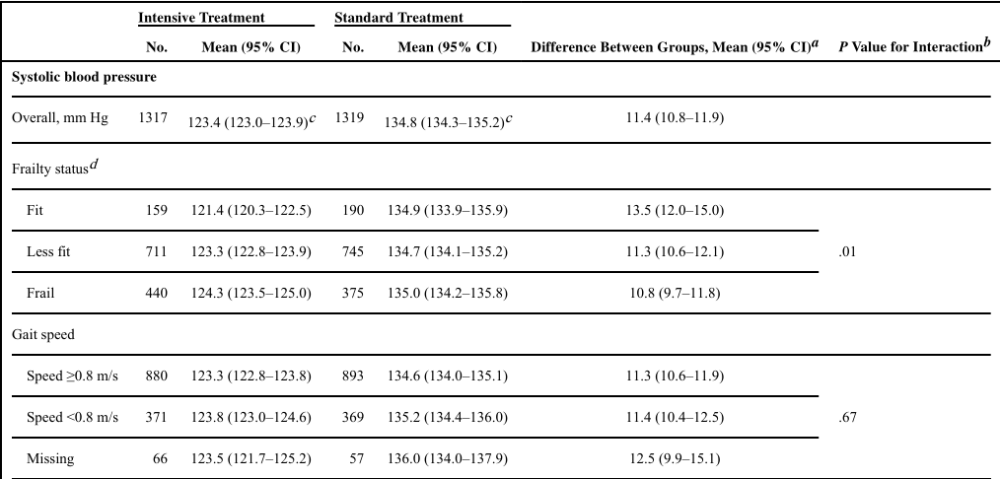 Intensive Treatment Standard Treatment
No. Mean (95% CI) No. Mean (95% CI) Difference Between Groups, Mean (95% CI)a P Value for Interactionb
Systolic blood pressure
Overall, mm Hg 1317 123.4 (123.0–123.9)c 1319 134.8 (134.3–135.2)c 11.4 (10.8–11.9)
Frailty statusd
Fit 159 121.4 (120.3–122.5) 190 134.9 (133.9–135.9) 13.5 (12.0–15.0)
Less fit 711 123.3 (122.8–123.9) 745 134.7 (134.1–135.2) 11.3 (10.6–12.1) .01
Frail 440 124.3 (123.5–125.0) 375 135.0 (134.2–135.8) 10.8 (9.7–11.8)
Gait speed
Speed ≥0.8 m/s 880 123.3 (122.8–123.8) 893 134.6 (134.0–135.1) 11.3 (10.6–11.9)
Speed <0.8 m/s 371 123.8 (123.0–124.6) 369 135.2 (134.4–136.0) 11.4 (10.4–12.5) .67
Missing 66 123.5 (121.7–125.2) 57 136.0 (134.0–137.9) 12.5 (9.9–15.1)